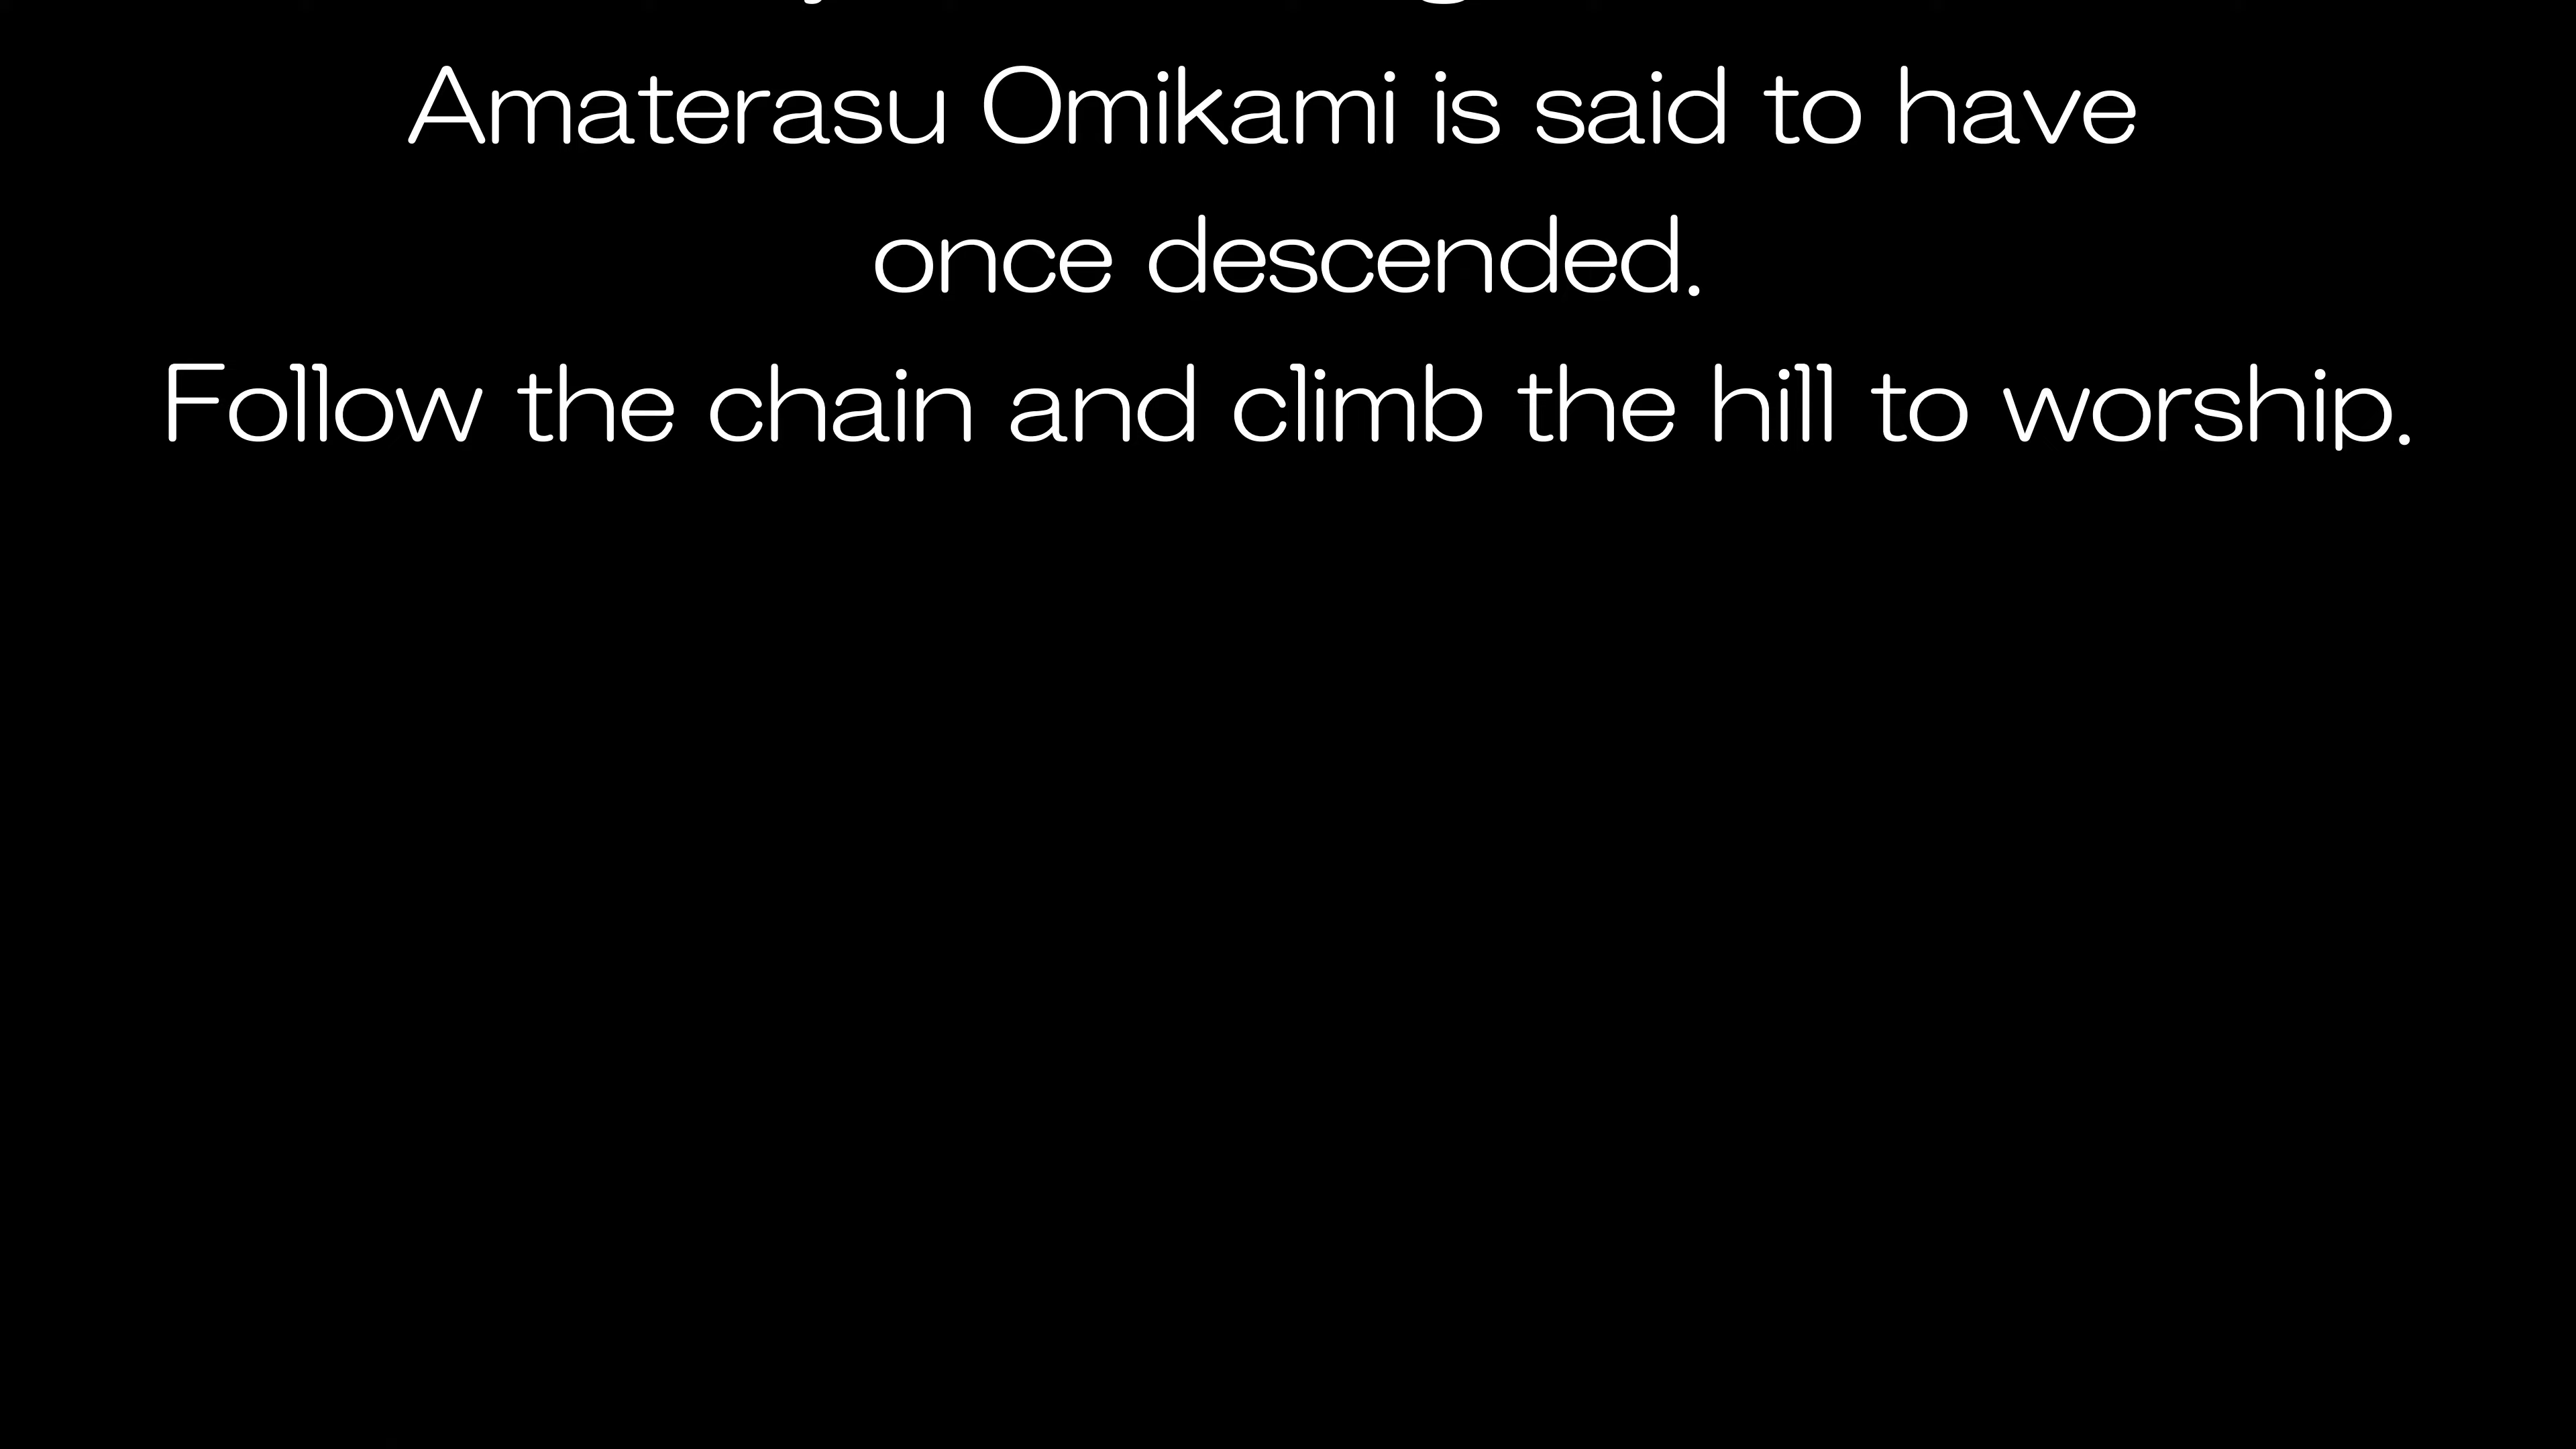 Amaterasu Omikami is said to have
once descended.
Follow the chain and climb the hill to worship.